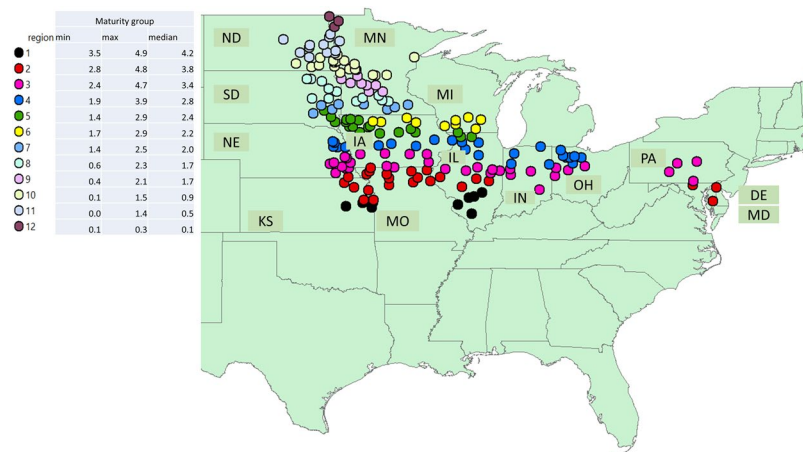 Maturity group
region min max median
1 3.5 4.9 4.2
2 2.8 4.8 3.8
3 2.4 4.7 3.4
4 1.9 3.9 2.8
5 1.4 2.9 2.4
6 1.7 2.9 2.2
7 1.4 2.5 2.0
8 0.6 2.3 1.7
9 0.4 2.1 1.7
10 0.1 1.5 0.9
11 0.0 1.4 0.5
12 0.1 0.3 0.1
ND MN
SD MI
NE IA
IL PA
IN OH
DE
KS MO MD